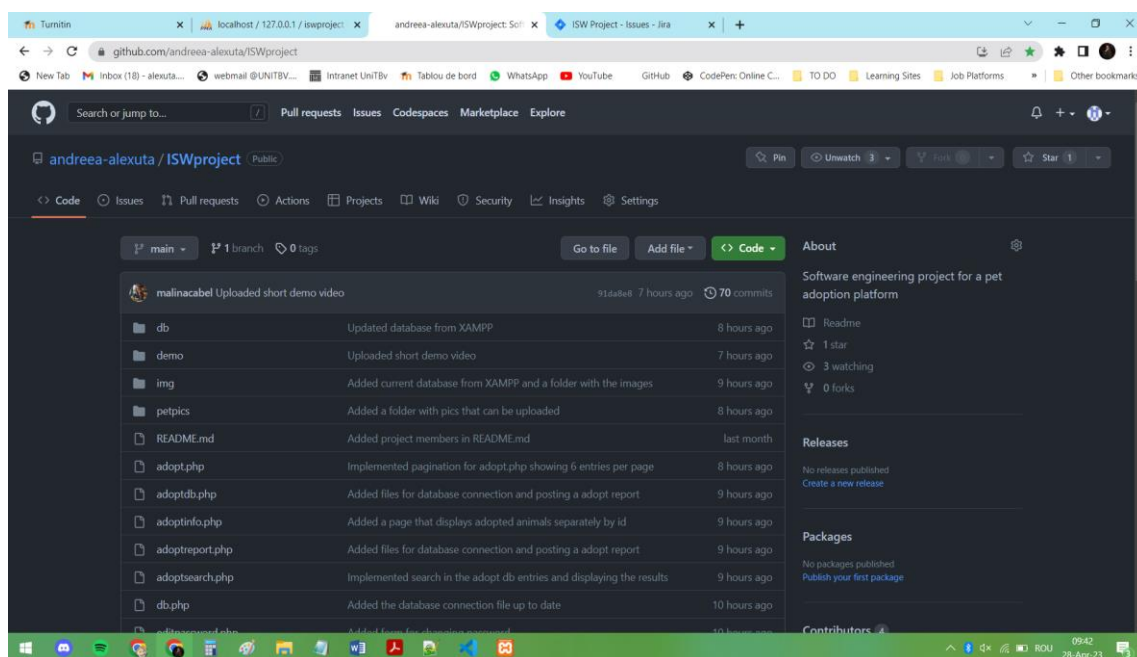 Turnitin
localhost / 127.0.0.1 / iswproject
andreea-alexuta/ISWproject: Soft
ISW Project - Issues - Jira
github.com/andreea-alexuta/ISWproject
New Tab Inbox (18) - alexuta.... webmail @UNITBV.... Intranet UniTBv Tablou de bord WhatsApp YouTube GitHub CodePen: Online C... TO DO Learning Sites Job Platforms » Other bookmarks
Search or jump to... / Pull requests Issues Codespaces Marketplace Explore
andreea-alexuta / ISWproject Public
Pin Unwatch 3 Fork 0 Star 1
Code Issues Pull requests Actions Projects Wiki Security Insights Settings
main 1 branch 0 tags Go to file Add file Code
malinacabel Uploaded short demo video 91da8e8 7 hours ago 70 commits
db Updated database from XAMPP 8 hours ago
demo Uploaded short demo video 7 hours ago
img Added current database from XAMPP and a folder with the images 9 hours ago
petpics Added a folder with pics that can be uploaded 8 hours ago
README.md Added project members in README.md last month
adopt.php Implemented pagination for adopt.php showing 6 entries per page 8 hours ago
adoptdb.php Added files for database connection and posting a adopt report 9 hours ago
adoptinfo.php Added a page that displays adopted animals separately by id 9 hours ago
adoptreport.php Added files for database connection and posting a adopt report 9 hours ago
adoptsearch.php Implemented search in the adopt db entries and displaying the results 9 hours ago
db.php Added the database connection file up to date 10 hours ago
editpassword.php Added form for changing password 10 hours ago
About
Software engineering project for a pet
adoption platform
Readme
1 star
3 watching
0 forks
Releases
No releases published
Create a new release
Packages
No packages published
Publish your first package
Contributors 4
ROU
09:42
28-Apr-23